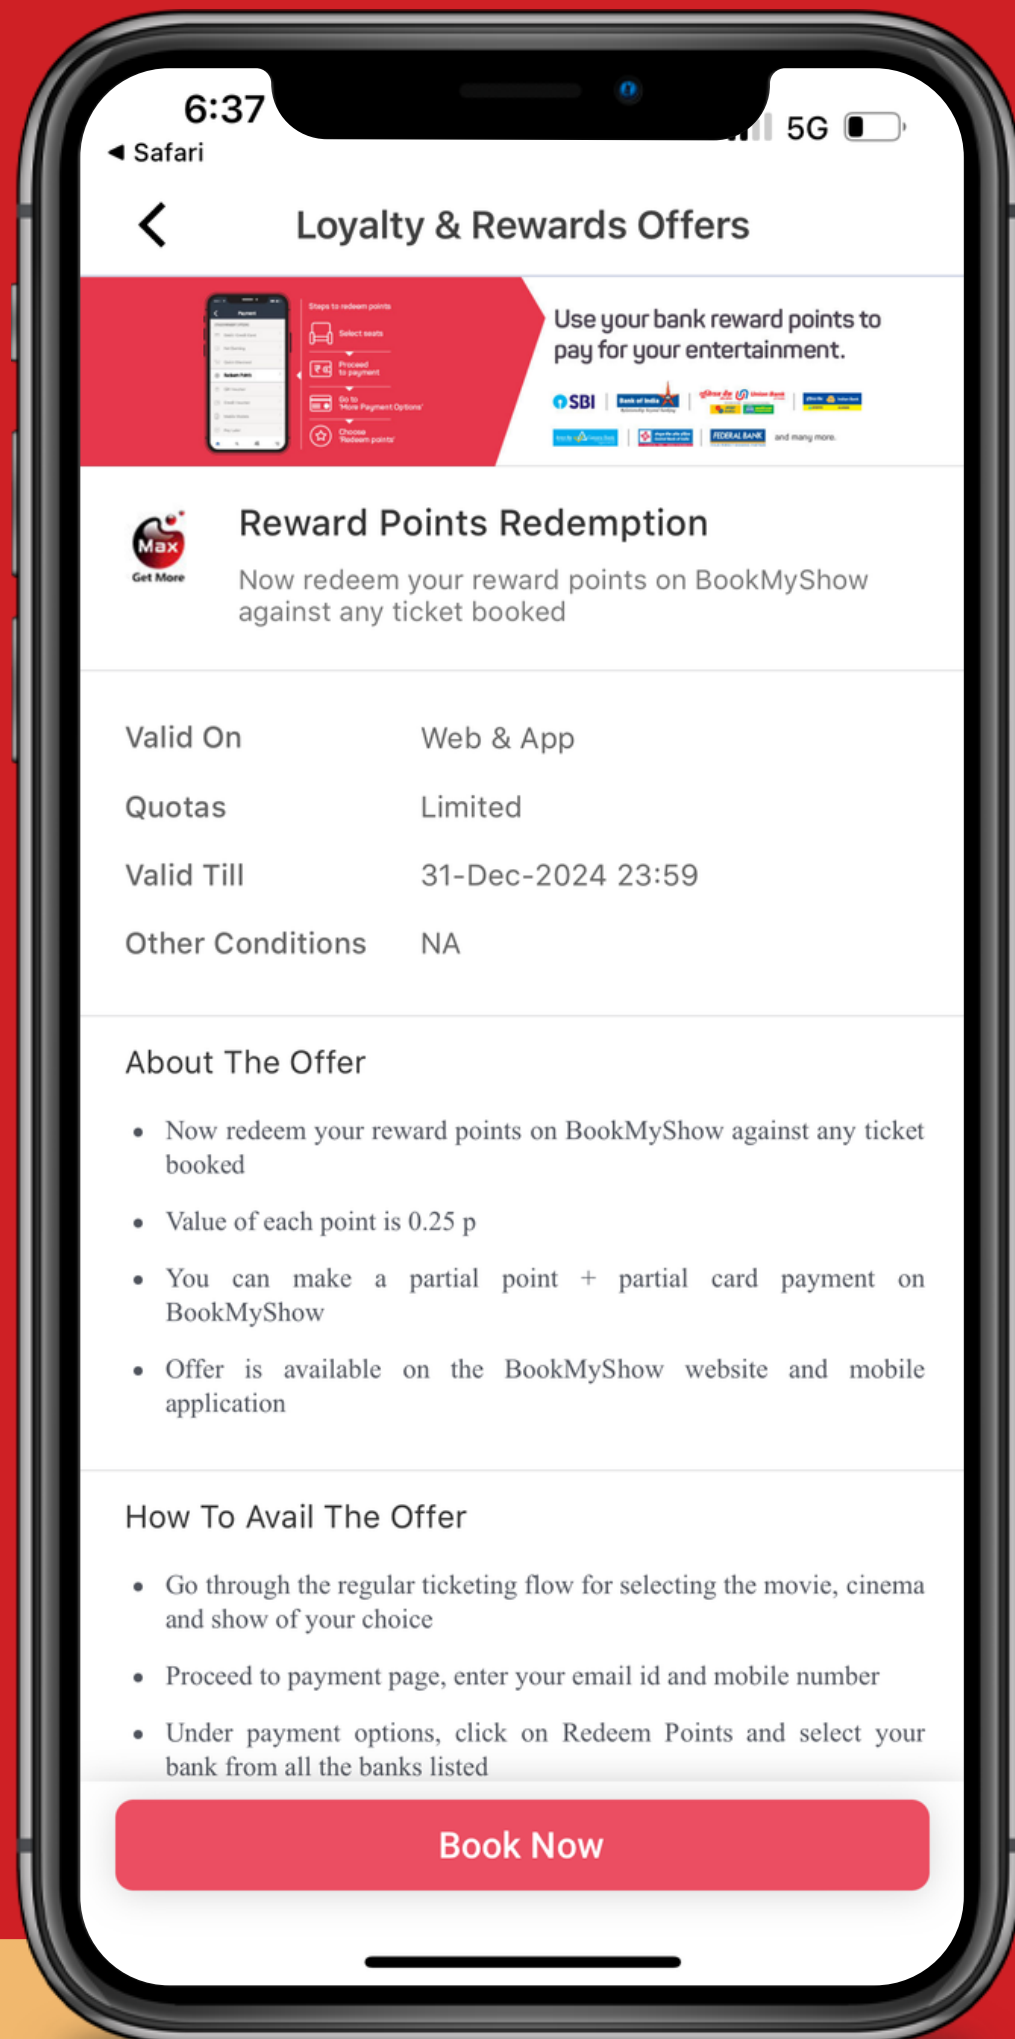 6:37
5G
Safari
Loyalty & Rewards Offers
Payment
Redeem Points
Steps to redeem points
Select seats
Proceed
to payment
Go to
'More Payment Options'
Choose
'Redeem points'
Use your bank reward points to
pay for your entertainment.
SBI
Bank of India
Union Bank
FEDERAL BANK
and many more.
Max
Get More
Reward Points Redemption
Now redeem your reward points on BookMyShow
against any ticket booked
Valid On Web & App
Quotas Limited
Valid Till 31-Dec-2024 23:59
Other Conditions NA
About The Offer
• Now redeem your reward points on BookMyShow against any ticket
booked
• Value of each point is 0.25 p
• You can make a partial point + partial card payment on
BookMyShow
• Offer is available on the BookMyShow website and mobile
application
How To Avail The Offer
• Go through the regular ticketing flow for selecting the movie, cinema
and show of your choice
• Proceed to payment page, enter your email id and mobile number
• Under payment options, click on Redeem Points and select your
bank from all the banks listed
Book Now